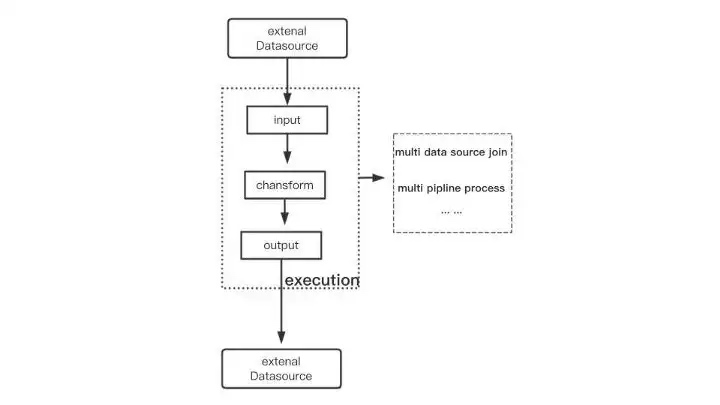 extenal
Datasource
input
chansform
output
execution
multi data source join
multi pipline process
... ...
extenal
Datasource